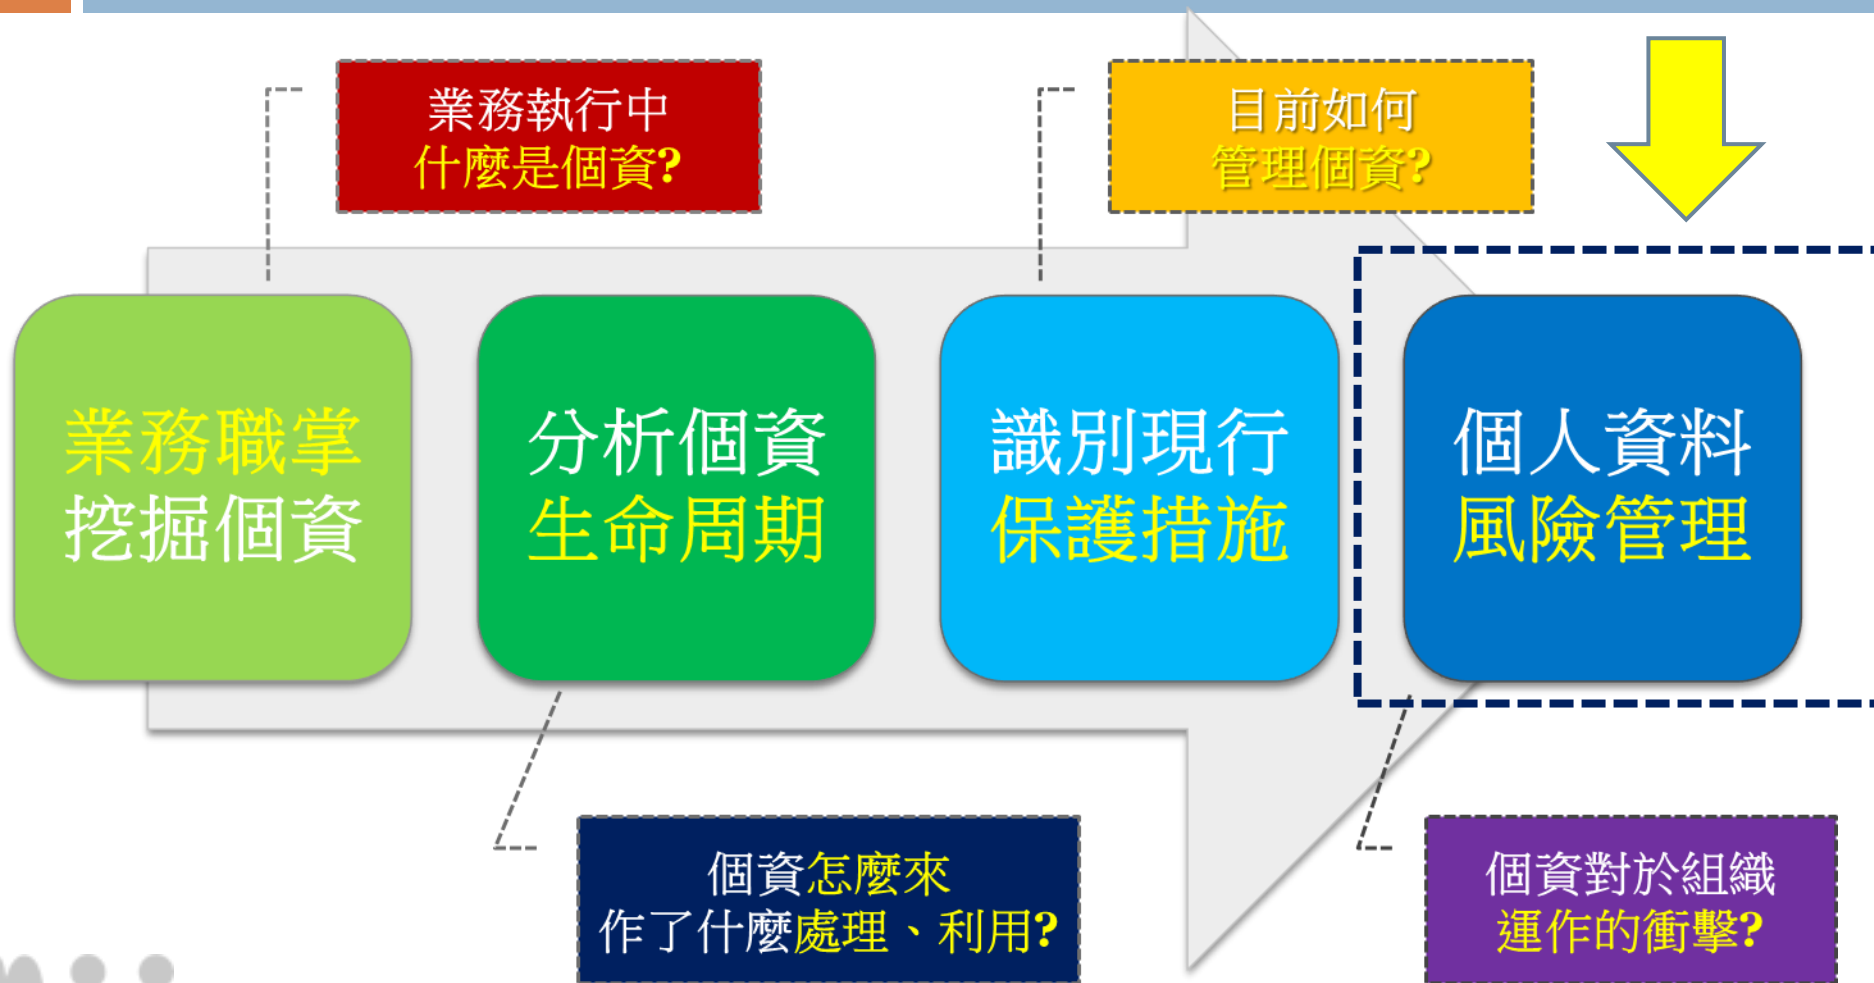 業務執行中
什麼是個資?
目前如何
管理個資?
業務職掌
挖掘個資
分析個資
生命周期
識別現行
保護措施
個人資料
風險管理
個資怎麼來
作了什麼處理、利用?
個資對於組織
運作的衝擊?